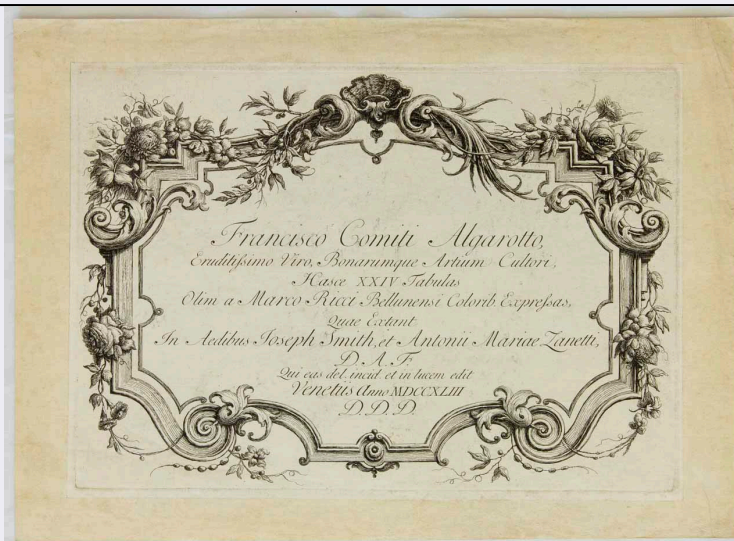 Francisco Comiti Algarotto,
Eruditißimo Viro, Bonarumque Artium Cultori,
Hasce XXIV Tabulas
Olim a Marco Ricci Bellunensi Colorib. Expreßas,
Quae Extant
In Aedibus Joseph Smith, et Antonii Mariae Zanetti,
D. A. F.
Qui eas del. incid. et in lucem edit
Venetiis Anno MDCCXLIII
D. D. D.